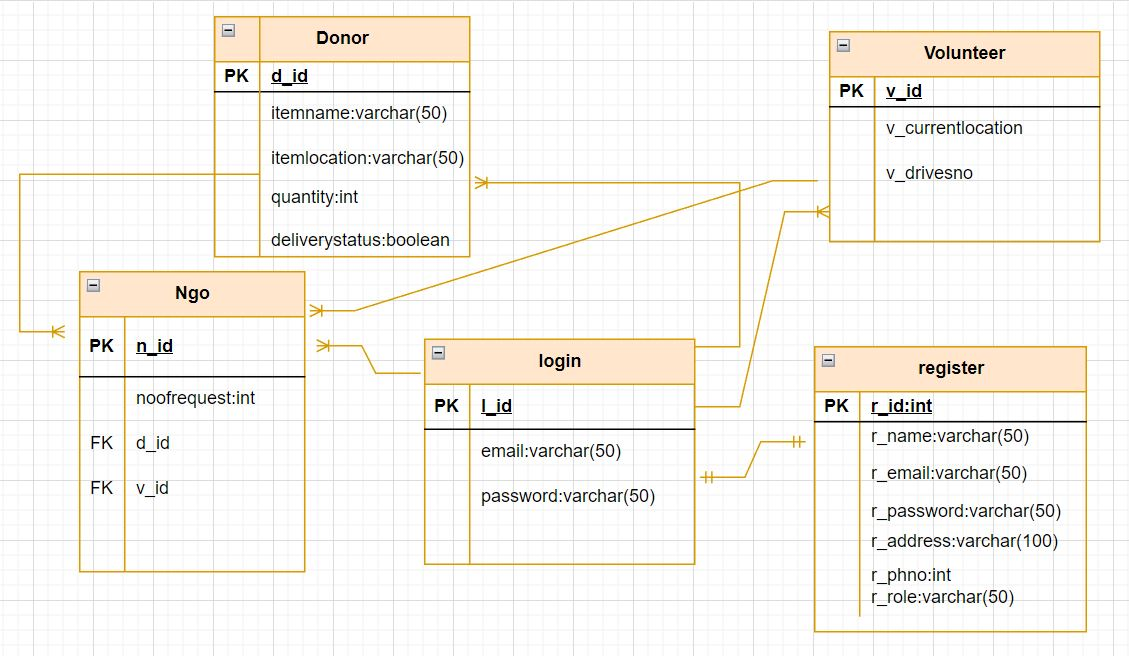 Donor
PK d_id
itemname:varchar(50)
itemlocation:varchar(50)
quantity:int
deliverystatus:boolean
Volunteer
PK v_id
v_currentlocation
v_drivesno
Ngo
PK n_id
noofrequest:int
FK d_id
FK v_id
login
PK l_id
email:varchar(50)
password:varchar(50)
register
PK r_id:int
r_name:varchar(50)
r_email:varchar(50)
r_password:varchar(50)
r_address:varchar(100)
r_phno:int
r_role:varchar(50)